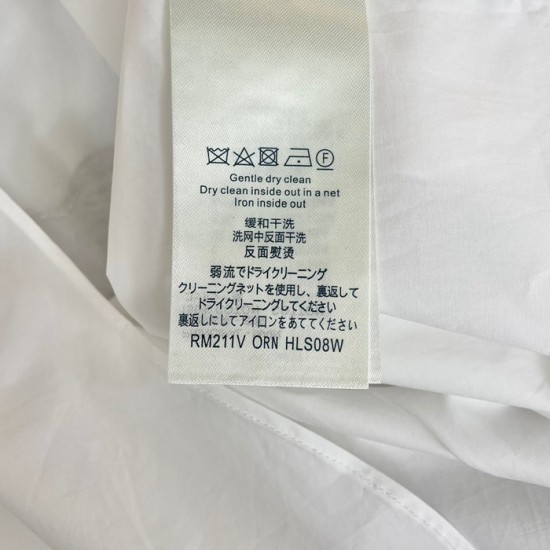 Gentle dry clean
Dry clean inside out in a net
Iron inside out
缓和干洗
洗网中反面干洗
反面熨烫
弱流でドライクリーニング
クリーニングネットを使用し、裏返して
ドライクリーニングしてください
裏返しにしてアイロンをあててください
RM211V ORN HLS08W